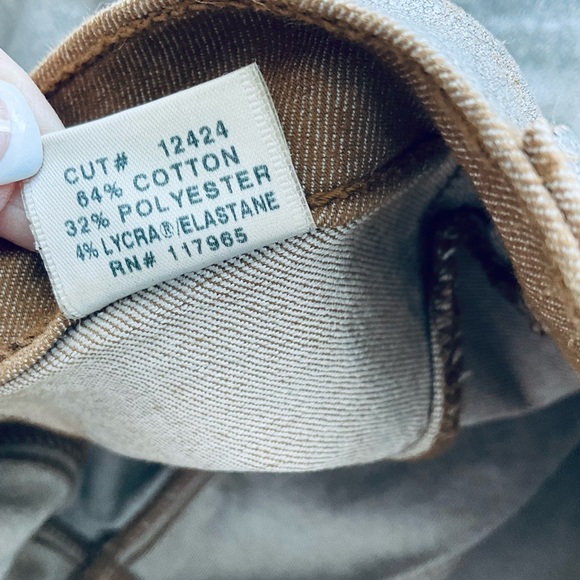 CUT# 12424
64% COTTON
32% POLYESTER
4% LYCRA®/ELASTANE
RN# 117965